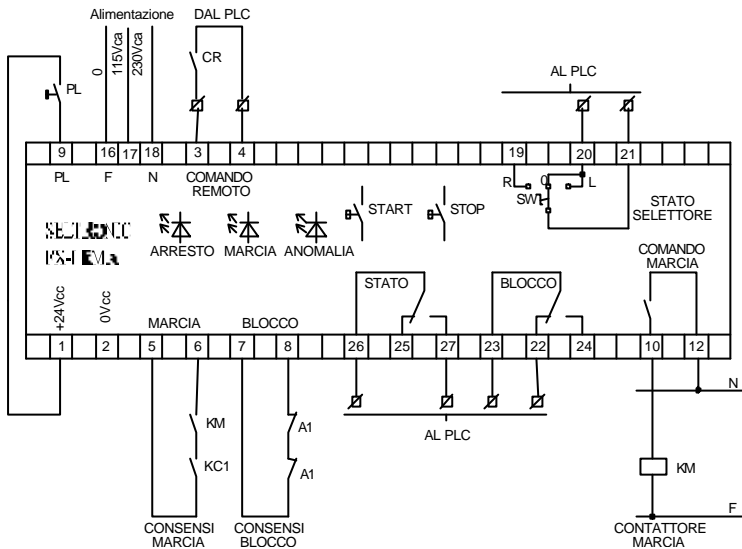 Alimentazione
DAL PLC
0
115Vca
230Vca
CR
PL
AL PLC
9
16
17
18
3
4
19
20
21
PL
F
N
COMANDO
REMOTO
R
0
L
SW
START
STOP
STATO
SELETTORE
ARRESTO
MARCIA
ANOMALIA
COMANDO
MARCIA
STATO
BLOCCO
+24Vcc
0Vcc
MARCIA
BLOCCO
1
2
5
6
7
8
26
25
27
23
22
24
10
12
N
KM
A1
AL PLC
KC1
A1
KM
F
CONSENSI
MARCIA
CONSENSI
BLOCCO
CONTATTORE
MARCIA